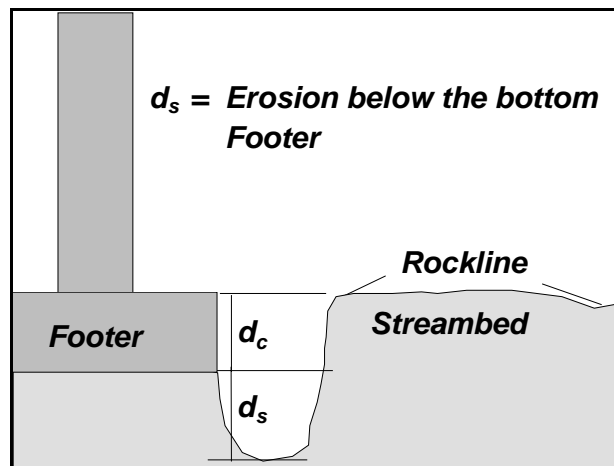 ds = Erosion below the bottom
Footer
Rockline
Footer
dc
Streambed
ds